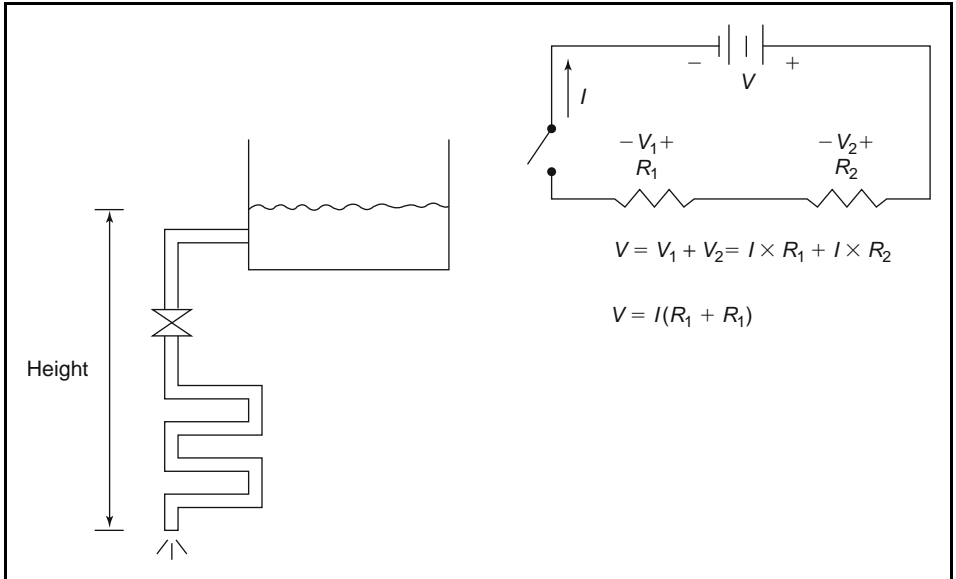 Height
− V +
I
− V₁ +
R₁
− V₂ +
R₂
V = V₁ + V₂ = I × R₁ + I × R₂
V = I(R₁ + R₁)